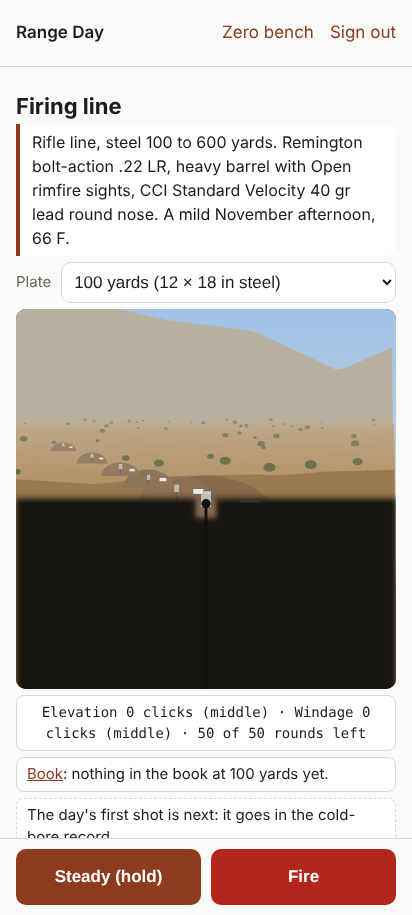 Range Day
Zero bench
Sign out
Firing line
Rifle line, steel 100 to 600 yards. Remington
bolt-action .22 LR, heavy barrel with Open
rimfire sights, CCI Standard Velocity 40 gr
lead round nose. A mild November afternoon,
66 F.
Plate
100 yards (12 × 18 in steel)
Elevation 0 clicks (middle) · Windage 0
clicks (middle) · 50 of 50 rounds left
Book: nothing in the book at 100 yards yet.
The day's first shot is next: it goes in the cold-
bore record.
Steady (hold)
Fire